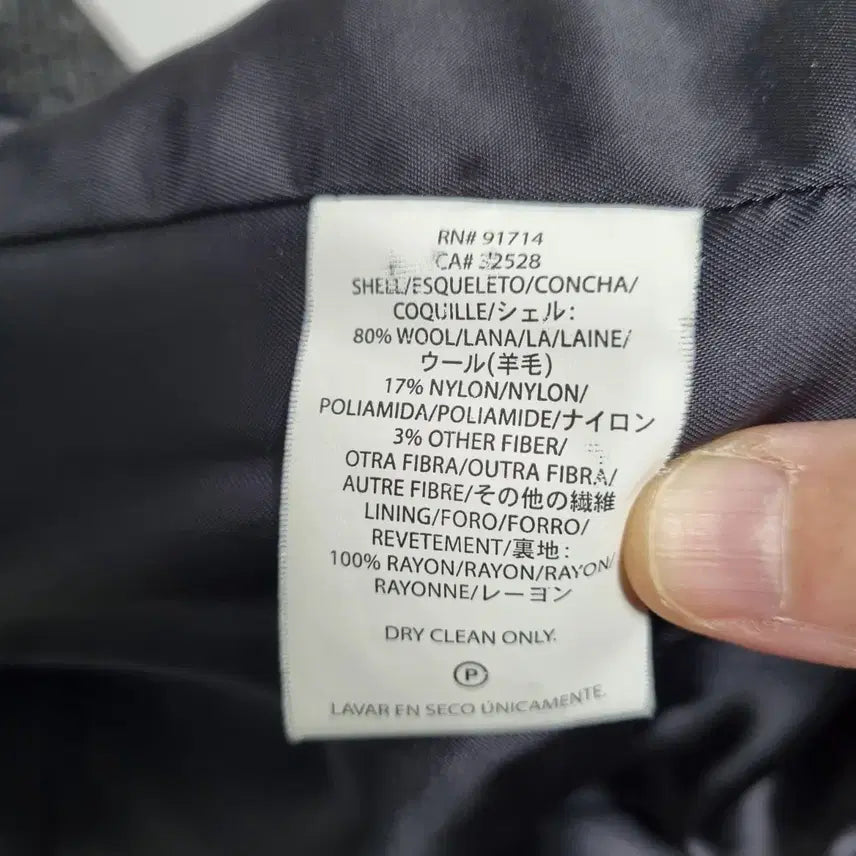 RN# 91714
CA# 32528
SHELL/ESQUELETO/CONCHA/
COQUILLE/シェル:
80% WOOL/LANA/LA/LAINE/
ウール(羊毛)
17% NYLON/NYLON/
POLIAMIDA/POLIAMIDE/ナイロン
3% OTHER FIBER/
OTRA FIBRA/OUTRA FIBRA/
AUTRE FIBRE/その他の繊維
LINING/FORO/FORRO/
REVETEMENT/裏地:
100% RAYON/RAYON/RAYON/
RAYONNE/レーヨン
DRY CLEAN ONLY.
P
LAVAR EN SECO ÚNICAMENTE.